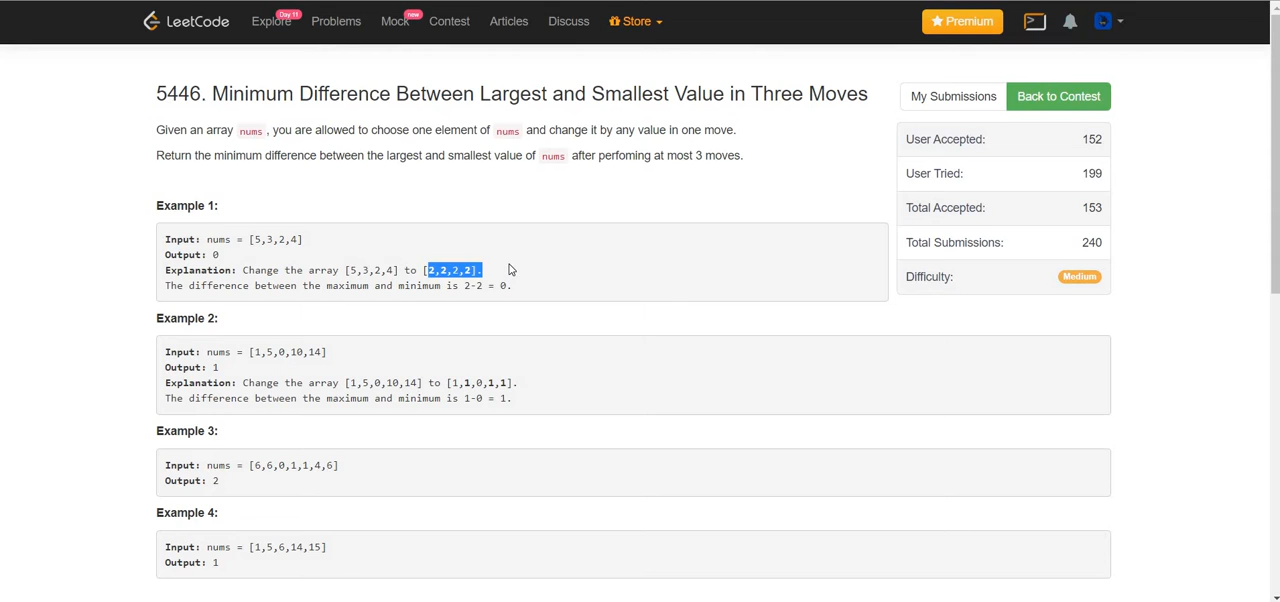 LeetCode Explore Day 11 Problems Mock new Contest Articles Discuss Store Premium
5446. Minimum Difference Between Largest and Smallest Value in Three Moves
My Submissions Back to Contest
Given an array nums , you are allowed to choose one element of nums and change it by any value in one move.
Return the minimum difference between the largest and smallest value of nums after perfoming at most 3 moves.
User Accepted: 152
User Tried: 199
Total Accepted: 153
Total Submissions: 240
Difficulty: Medium
Example 1:
Input: nums = [5,3,2,4]
Output: 0
Explanation: Change the array [5,3,2,4] to [2,2,2,2].
The difference between the maximum and minimum is 2-2 = 0.
Example 2:
Input: nums = [1,5,0,10,14]
Output: 1
Explanation: Change the array [1,5,0,10,14] to [1,1,0,1,1].
The difference between the maximum and minimum is 1-0 = 1.
Example 3:
Input: nums = [6,6,0,1,1,4,6]
Output: 2
Example 4:
Input: nums = [1,5,6,14,15]
Output: 1